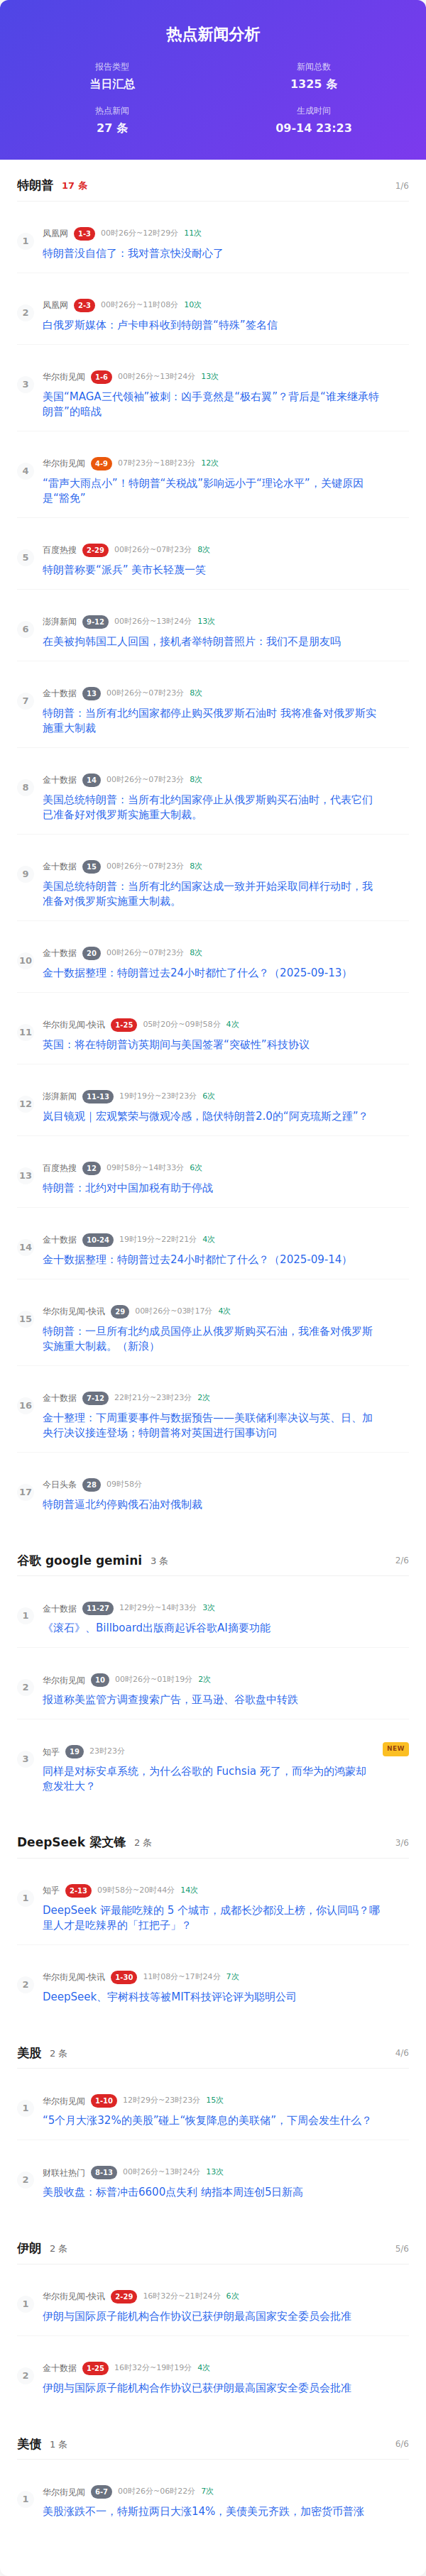 热点新闻分析
报告类型
新闻总数
当日汇总
1325 条
热点新闻
生成时间
27 条
09-14 23:23
特朗普 17 条 1/6
1
凤凰网 1-3 00时26分~12时29分 11次
特朗普没自信了：我对普京快没耐心了
2
凤凰网 2-3 00时26分~11时08分 10次
白俄罗斯媒体：卢卡申科收到特朗普“特殊”签名信
3
华尔街见闻 1-6 00时26分~13时24分 13次
美国“MAGA三代领袖”被刺：凶手竟然是“极右翼”？背后是“谁来继承特
朗普”的暗战
4
华尔街见闻 4-9 07时23分~18时23分 12次
“雷声大雨点小”！特朗普“关税战”影响远小于“理论水平”，关键原因
是“豁免”
5
百度热搜 2-29 00时26分~07时23分 8次
特朗普称要“派兵” 美市长轻蔑一笑
6
澎湃新闻 9-12 00时26分~13时24分 13次
在美被拘韩国工人回国，接机者举特朗普照片：我们不是朋友吗
7
金十数据 13 00时26分~07时23分 8次
特朗普：当所有北约国家都停止购买俄罗斯石油时 我将准备对俄罗斯实
施重大制裁
8
金十数据 14 00时26分~07时23分 8次
美国总统特朗普：当所有北约国家停止从俄罗斯购买石油时，代表它们
已准备好对俄罗斯实施重大制裁。
9
金十数据 15 00时26分~07时23分 8次
美国总统特朗普：当所有北约国家达成一致并开始采取同样行动时，我
准备对俄罗斯实施重大制裁。
10
金十数据 20 00时26分~07时23分 8次
金十数据整理：特朗普过去24小时都忙了什么？（2025-09-13）
11
华尔街见闻-快讯 1-25 05时20分~09时58分 4次
英国：将在特朗普访英期间与美国签署“突破性”科技协议
12
澎湃新闻 11-13 19时19分~23时23分 6次
岚目镜观｜宏观繁荣与微观冷感，隐伏特朗普2.0的“阿克琉斯之踵”？
13
百度热搜 12 09时58分~14时33分 6次
特朗普：北约对中国加税有助于停战
14
金十数据 10-24 19时19分~22时21分 4次
金十数据整理：特朗普过去24小时都忙了什么？（2025-09-14）
15
华尔街见闻-快讯 29 00时26分~03时17分 4次
特朗普：一旦所有北约成员国停止从俄罗斯购买石油，我准备对俄罗斯
实施重大制裁。（新浪）
16
金十数据 7-12 22时21分~23时23分 2次
金十整理：下周重要事件与数据预告——美联储利率决议与英、日、加
央行决议接连登场；特朗普将对英国进行国事访问
17
今日头条 28 09时58分
特朗普逼北约停购俄石油对俄制裁
谷歌 google gemini 3 条 2/6
1
金十数据 11-27 12时29分~14时33分 3次
《滚石》、Billboard出版商起诉谷歌AI摘要功能
2
华尔街见闻 10 00时26分~01时19分 2次
报道称美监管方调查搜索广告，亚马逊、谷歌盘中转跌
3
知乎 19 23时23分 NEW
同样是对标安卓系统，为什么谷歌的 Fuchsia 死了，而华为的鸿蒙却
愈发壮大？
DeepSeek 梁文锋 2 条 3/6
1
知乎 2-13 09时58分~20时44分 14次
DeepSeek 评最能吃辣的 5 个城市，成都长沙都没上榜，你认同吗？哪
里人才是吃辣界的「扛把子」？
2
华尔街见闻-快讯 1-30 11时08分~17时24分 7次
DeepSeek、宇树科技等被MIT科技评论评为聪明公司
美股 2 条 4/6
1
华尔街见闻 1-10 12时29分~23时23分 15次
“5个月大涨32%的美股”碰上“恢复降息的美联储”，下周会发生什么？
2
财联社热门 8-13 00时26分~13时24分 13次
美股收盘：标普冲击6600点失利 纳指本周连创5日新高
伊朗 2 条 5/6
1
华尔街见闻-快讯 2-29 16时32分~21时24分 6次
伊朗与国际原子能机构合作协议已获伊朗最高国家安全委员会批准
2
金十数据 1-25 16时32分~19时19分 4次
伊朗与国际原子能机构合作协议已获伊朗最高国家安全委员会批准
美债 1 条 6/6
1
华尔街见闻 6-7 00时26分~06时22分 7次
美股涨跌不一，特斯拉两日大涨14%，美债美元齐跌，加密货币普涨